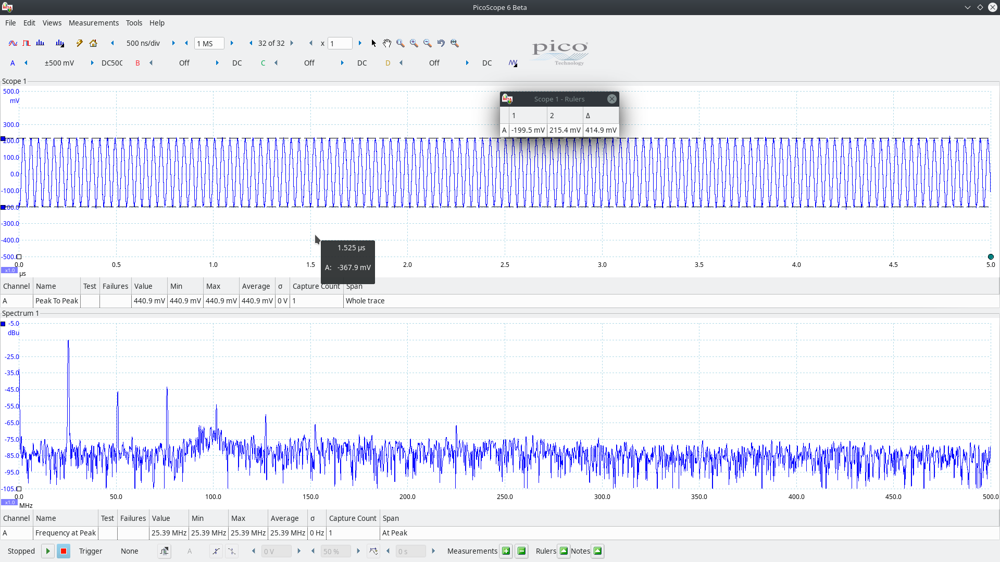 PicoScope 6 Beta
File Edit Views Measurements Tools Help
500 ns/div 1 MS 32 of 32 x 1
pico
Technology
A ±500 mV DC50Ω B Off DC C Off DC D Off DC
Scope 1
500.0
mV
300.0
200.0
100.0
0.0
-100.0
-200.0
-300.0
-400.0
-500.0
Scope 1 - Rulers
1 2 Δ
A -199.5 mV 215.4 mV 414.9 mV
1.525 µs
A: -367.9 mV
0.0 0.5 1.0 1.5 2.0 2.5 3.0 3.5 4.0 4.5 5.0
x1.0
µs
Channel Name Test Failures Value Min Max Average σ Capture Count Span
A Peak To Peak 440.9 mV 440.9 mV 440.9 mV 440.9 mV 0 V 1 Whole trace
Spectrum 1
-5.0
dBu
-25.0
-35.0
-45.0
-55.0
-65.0
-75.0
-85.0
-95.0
-105.0
0.0 50.0 100.0 150.0 200.0 250.0 300.0 350.0 400.0 450.0 500.0
x1.0
MHz
Channel Name Test Failures Value Min Max Average σ Capture Count Span
A Frequency at Peak 25.39 MHz 25.39 MHz 25.39 MHz 25.39 MHz 0 Hz 1 At Peak
Stopped Trigger None A 0 V 50 % 0 s Measurements Rulers Notes